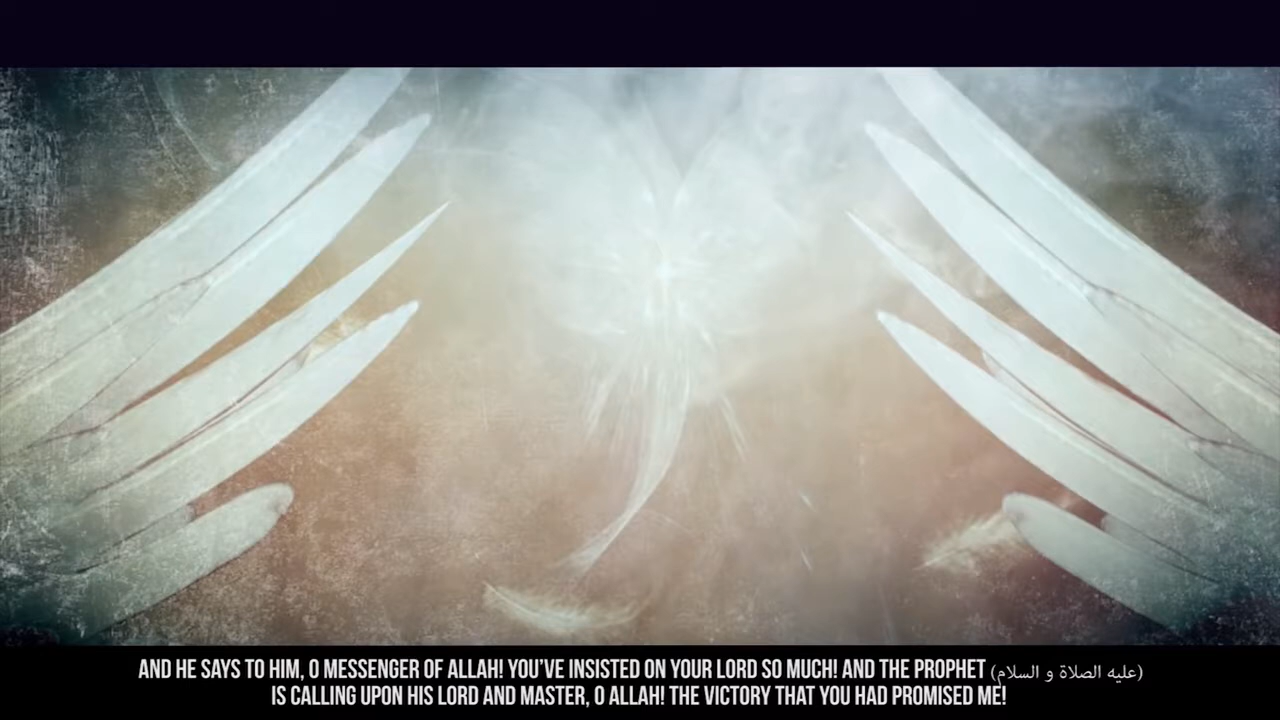 AND HE SAYS TO HIM, O MESSENGER OF ALLAH! YOU'VE INSISTED ON YOUR LORD SO MUCH! AND THE PROPHET (عليه الصلاة و السلام)
IS CALLING UPON HIS LORD AND MASTER, O ALLAH! THE VICTORY THAT YOU HAD PROMISED ME!